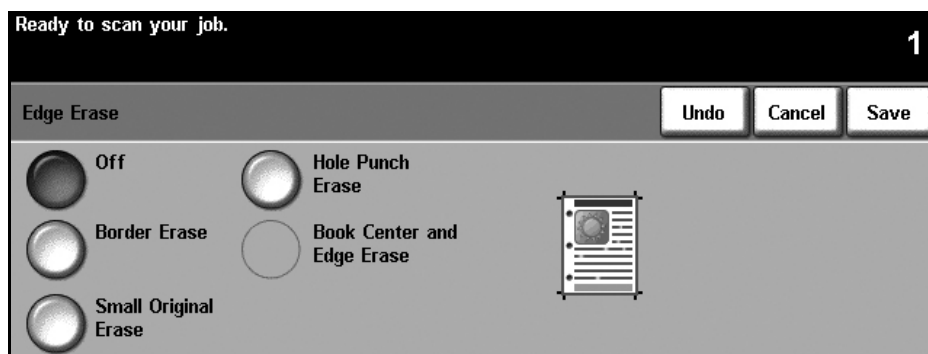 Ready to scan your job.
1
Edge Erase
Undo
Cancel
Save
Off
Hole Punch
Erase
Border Erase
Book Center and
Edge Erase
Small Original
Erase